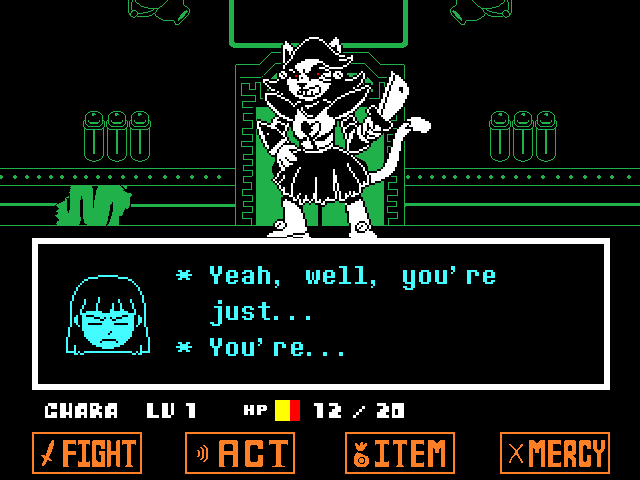 * Yeah, well, you're
just...
* You're...
CHARA LV 1 HP 12 / 20
FIGHT ACT ITEM MERCY